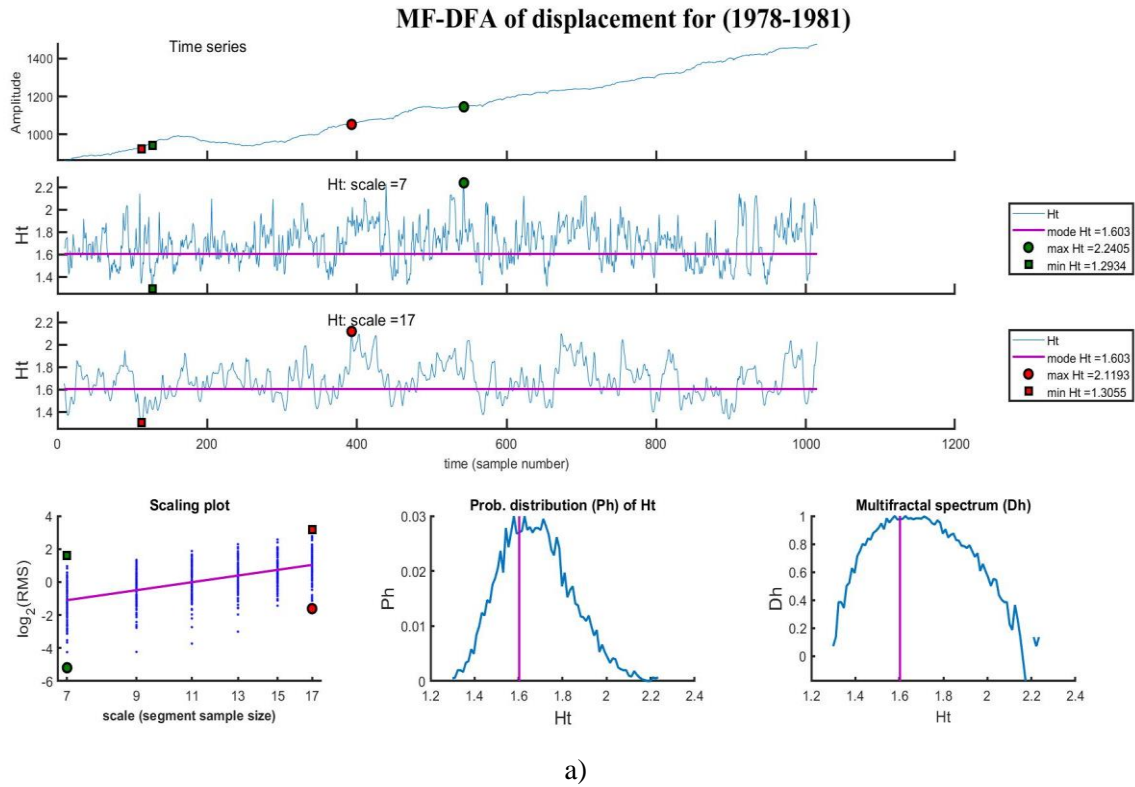 MF-DFA of displacement for (1978-1981)
Time series
Amplitude
1400
1200
1000
0 200 400 600 800 1000 1200
Ht: scale =7
Ht
2.2
2
1.8
1.6
1.4
Ht
mode Ht =1.603
max Ht =2.2405
min Ht =1.2934
Ht: scale =17
Ht
2.2
2
1.8
1.6
1.4
Ht
mode Ht =1.603
max Ht =2.1193
min Ht =1.3055
0 200 400 600 800 1000 1200
time (sample number)
Scaling plot
log2(RMS)
4
2
0
-2
-4
-6
7 9 11 13 15 17
scale (segment sample size)
Prob. distribution (Ph) of Ht
Ph
0.03
0.02
0.01
0
1.2 1.4 1.6 1.8 2 2.2 2.4
Ht
Multifractal spectrum (Dh)
Dh
1
0.8
0.6
0.4
0.2
0
1.2 1.4 1.6 1.8 2 2.2 2.4
Ht
a)